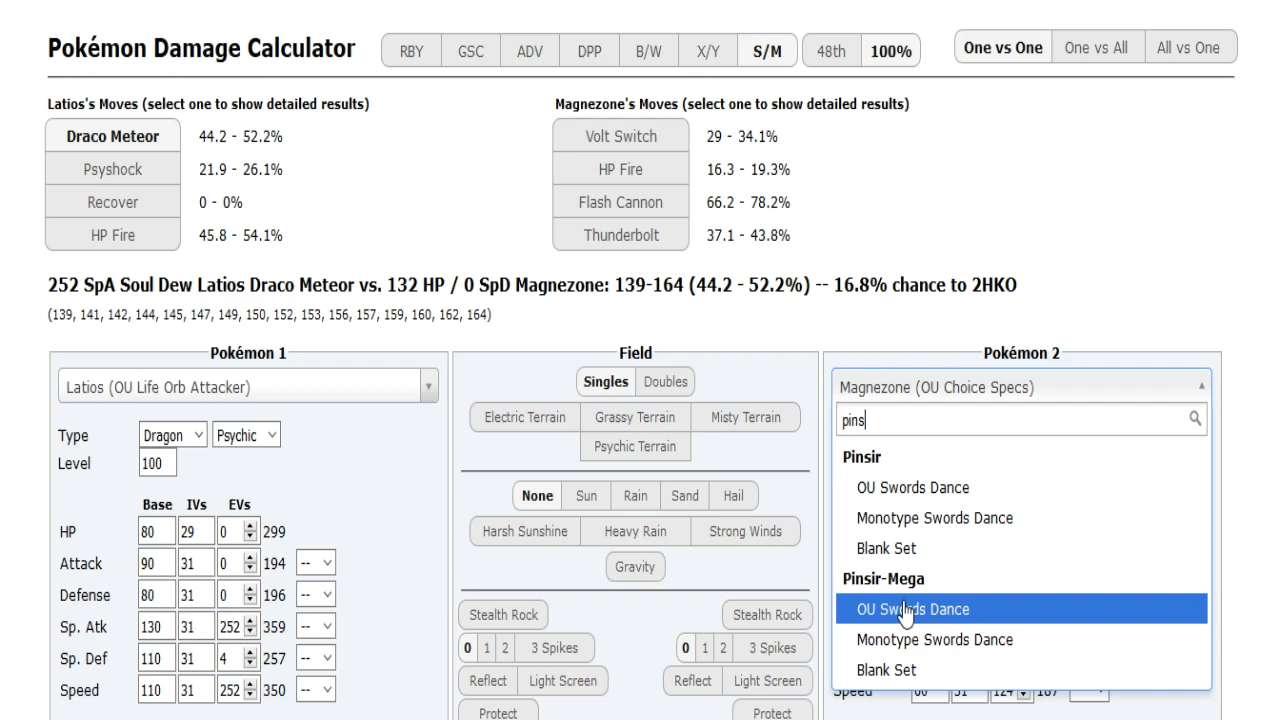 Pokémon Damage Calculator RBY GSC ADV DPP B/W X/Y S/M 48th 100% One vs One One vs All All vs One
Latios's Moves (select one to show detailed results) Magnezone's Moves (select one to show detailed results)
Draco Meteor 44.2 - 52.2% Volt Switch 29 - 34.1%
Psyshock 21.9 - 26.1% HP Fire 16.3 - 19.3%
Recover 0 - 0% Flash Cannon 66.2 - 78.2%
HP Fire 45.8 - 54.1% Thunderbolt 37.1 - 43.8%
252 SpA Soul Dew Latios Draco Meteor vs. 132 HP / 0 SpD Magnezone: 139-164 (44.2 - 52.2%) -- 16.8% chance to 2HKO
(139, 141, 142, 144, 145, 147, 149, 150, 152, 153, 156, 157, 159, 160, 162, 164)
Pokémon 1
Latios (OU Life Orb Attacker)
Type Dragon Psychic
Level 100
Base IVs EVs
HP 80 29 0 299
Attack 90 31 0 194 --
Defense 80 31 0 196 --
Sp. Atk 130 31 252 359 --
Sp. Def 110 31 4 257 --
Speed 110 31 252 350 --
Field
Singles Doubles
Electric Terrain Grassy Terrain Misty Terrain
Psychic Terrain
None Sun Rain Sand Hail
Harsh Sunshine Heavy Rain Strong Winds
Gravity
Stealth Rock Stealth Rock
0 1 2 3 Spikes 0 1 2 3 Spikes
Reflect Light Screen Reflect Light Screen
Protect Protect
Pokémon 2
Magnezone (OU Choice Specs)
pins
Pinsir
OU Swords Dance
Monotype Swords Dance
Blank Set
Pinsir-Mega
OU Swords Dance
Monotype Swords Dance
Blank Set
Speed